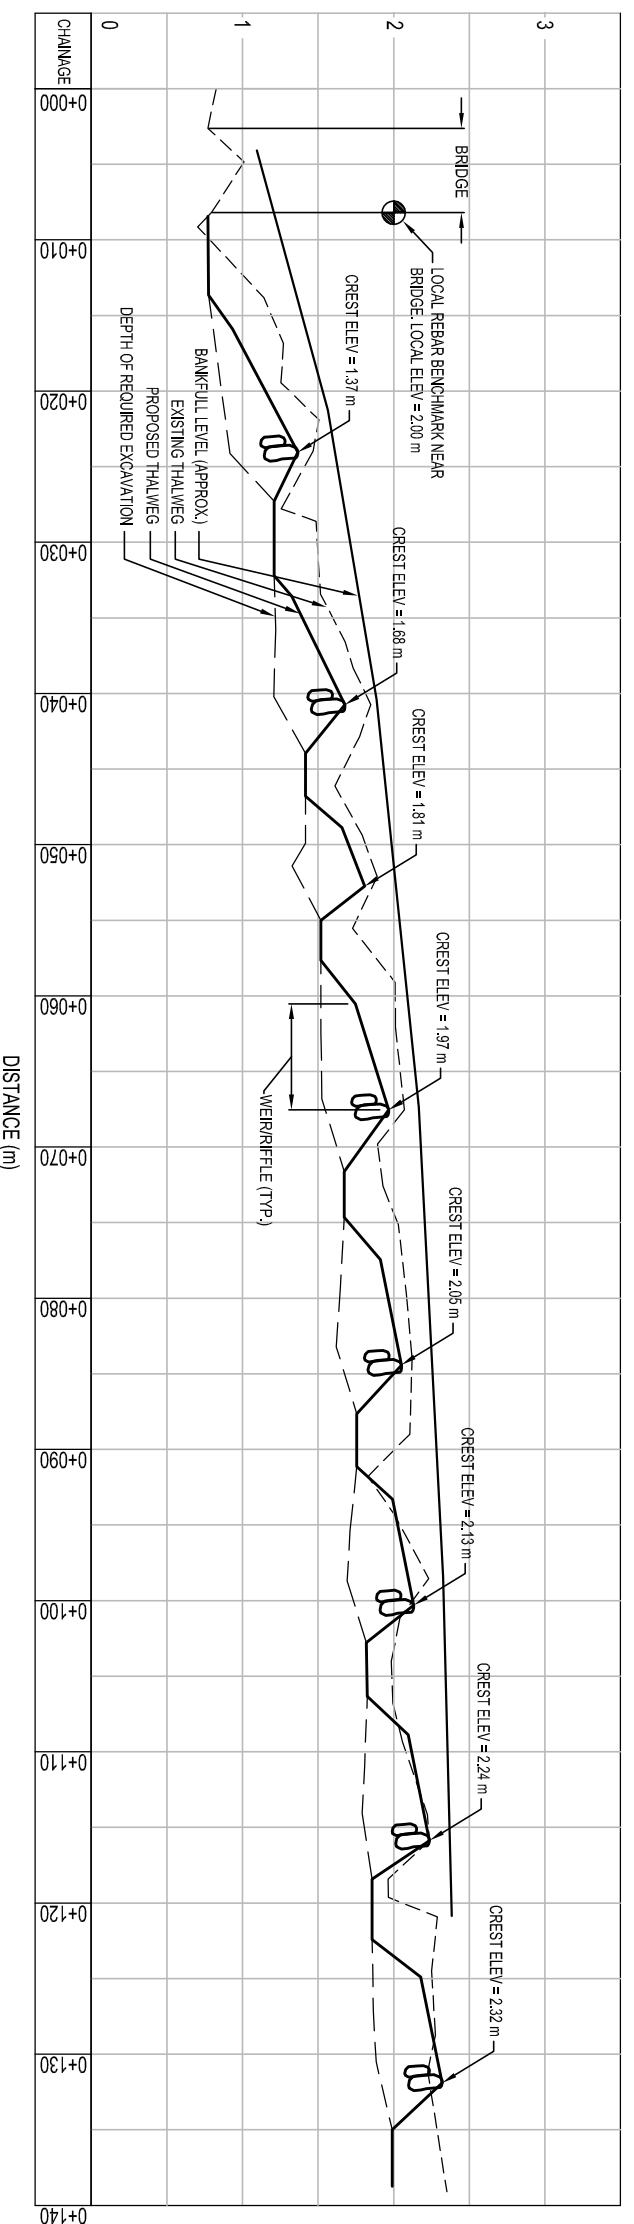 3
2
1
0
CHAINAGE
0+000
0+010
0+020
0+030
0+040
0+050
0+060
0+070
0+080
0+090
0+100
0+110
0+120
0+130
0+140
DISTANCE (m)
BRIDGE
LOCAL REBAR BENCHMARK NEAR
BRIDGE. LOCAL ELEV = 2.00 m
CREST ELEV = 1.37 m
CREST ELEV = 1.68 m
CREST ELEV = 1.81 m
CREST ELEV = 1.97 m
CREST ELEV = 2.05 m
CREST ELEV = 2.13 m
CREST ELEV = 2.24 m
CREST ELEV = 2.32 m
BANKFULL LEVEL (APPROX.)
EXISTING THALWEG
PROPOSED THALWEG
DEPTH OF REQUIRED EXCAVATION
WEIR/RIFFLE (TYP.)